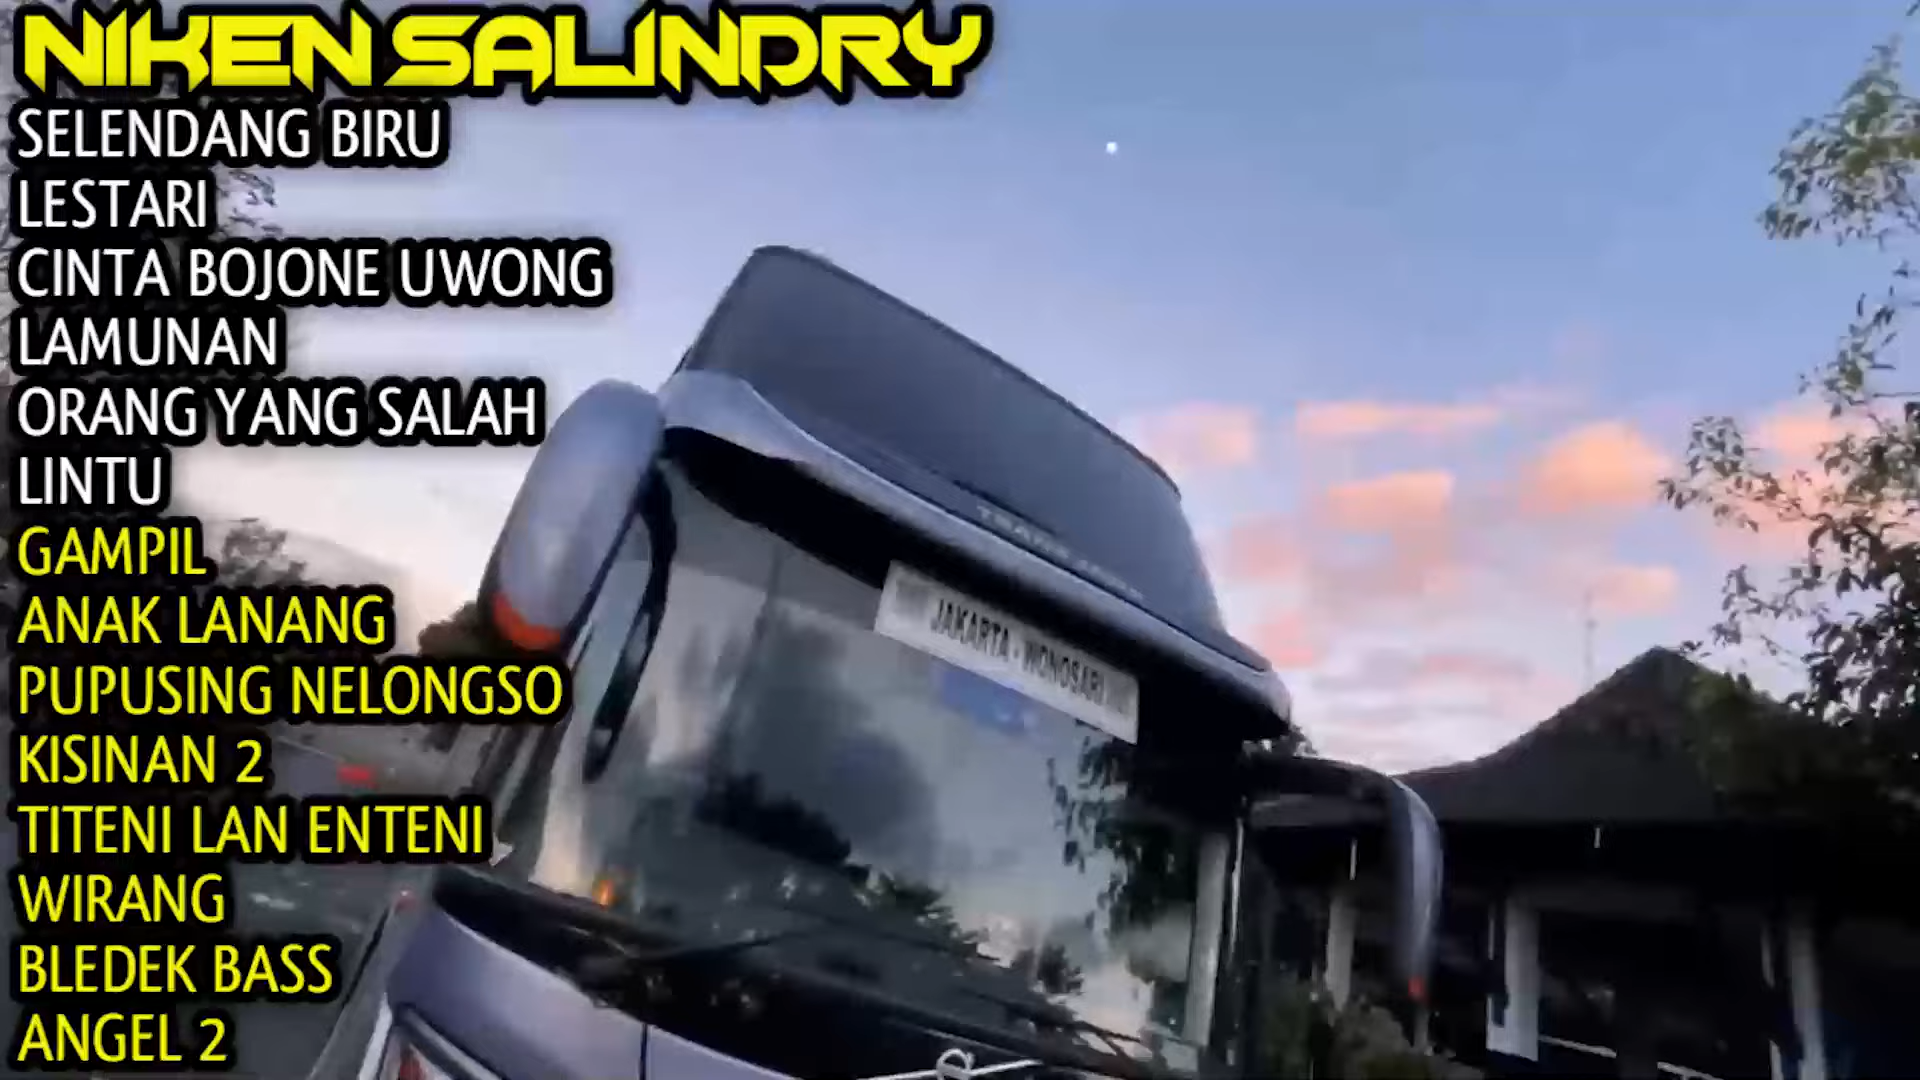 NIKEN SALINDRY
SELENDANG BIRU
LESTARI
CINTA BOJONE UWONG
LAMUNAN
ORANG YANG SALAH
LINTU
GAMPIL
ANAK LANANG
PUPUSING NELONGSO
KISINAN 2
TITENI LAN ENTENI
WIRANG
BLEDEK BASS
ANGEL 2
JAKARTA - WONOSARI